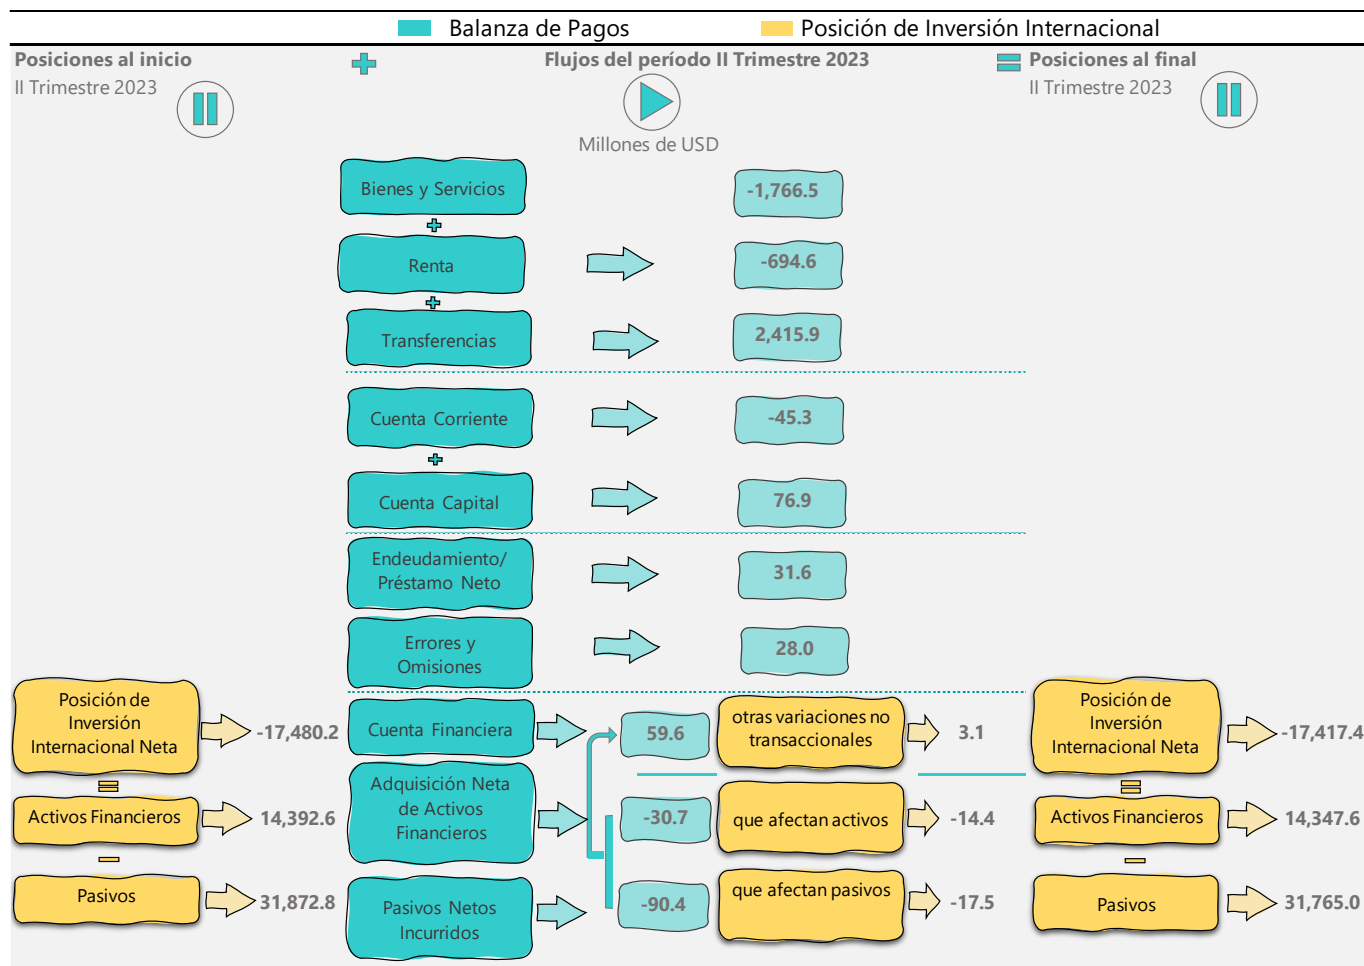 Balanza de Pagos
Posición de Inversión Internacional
Posiciones al inicio
II Trimestre 2023
Flujos del período II Trimestre 2023
Millones de USD
Posiciones al final
II Trimestre 2023
Bienes y Servicios
-1,766.5
Renta
-694.6
Transferencias
2,415.9
Cuenta Corriente
-45.3
Cuenta Capital
76.9
Endeudamiento/
Préstamo Neto
31.6
Errores y
Omisiones
28.0
Posición de
Inversión
Internacional Neta
-17,480.2
Cuenta Financiera
59.6
otras variaciones no
transaccionales
3.1
Posición de
Inversión
Internacional Neta
-17,417.4
Activos Financieros
14,392.6
Adquisición Neta
de Activos
Financieros
-30.7
que afectan activos
-14.4
Activos Financieros
14,347.6
Pasivos
31,872.8
Pasivos Netos
Incurridos
-90.4
que afectan pasivos
-17.5
Pasivos
31,765.0